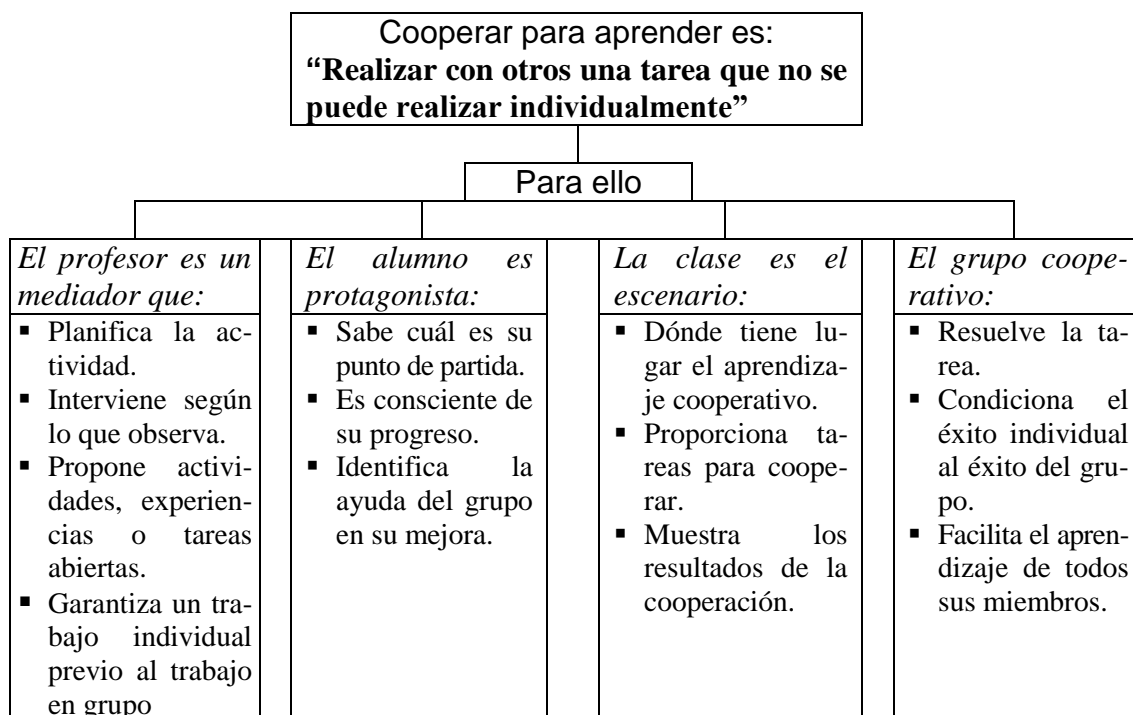 Cooperar para aprender es:
“Realizar con otros una tarea que no se
puede realizar individualmente”
Para ello
El profesor es un
mediador que:
▪ Planifica la ac-
tividad.
▪ Interviene según
lo que observa.
▪ Propone activi-
dades, experien-
cias o tareas
abiertas.
▪ Garantiza un tra-
bajo individual
previo al trabajo
en grupo
El alumno es
protagonista:
▪ Sabe cuál es su
punto de partida.
▪ Es consciente de
su progreso.
▪ Identifica la
ayuda del grupo
en su mejora.
La clase es el
escenario:
▪ Dónde tiene lu-
gar el aprendiza-
je cooperativo.
▪ Proporciona ta-
reas para coope-
rar.
▪ Muestra los
resultados de la
cooperación.
El grupo coope-
rativo:
▪ Resuelve la ta-
rea.
▪ Condiciona el
éxito individual
al éxito del gru-
po.
▪ Facilita el apren-
dizaje de todos
sus miembros.